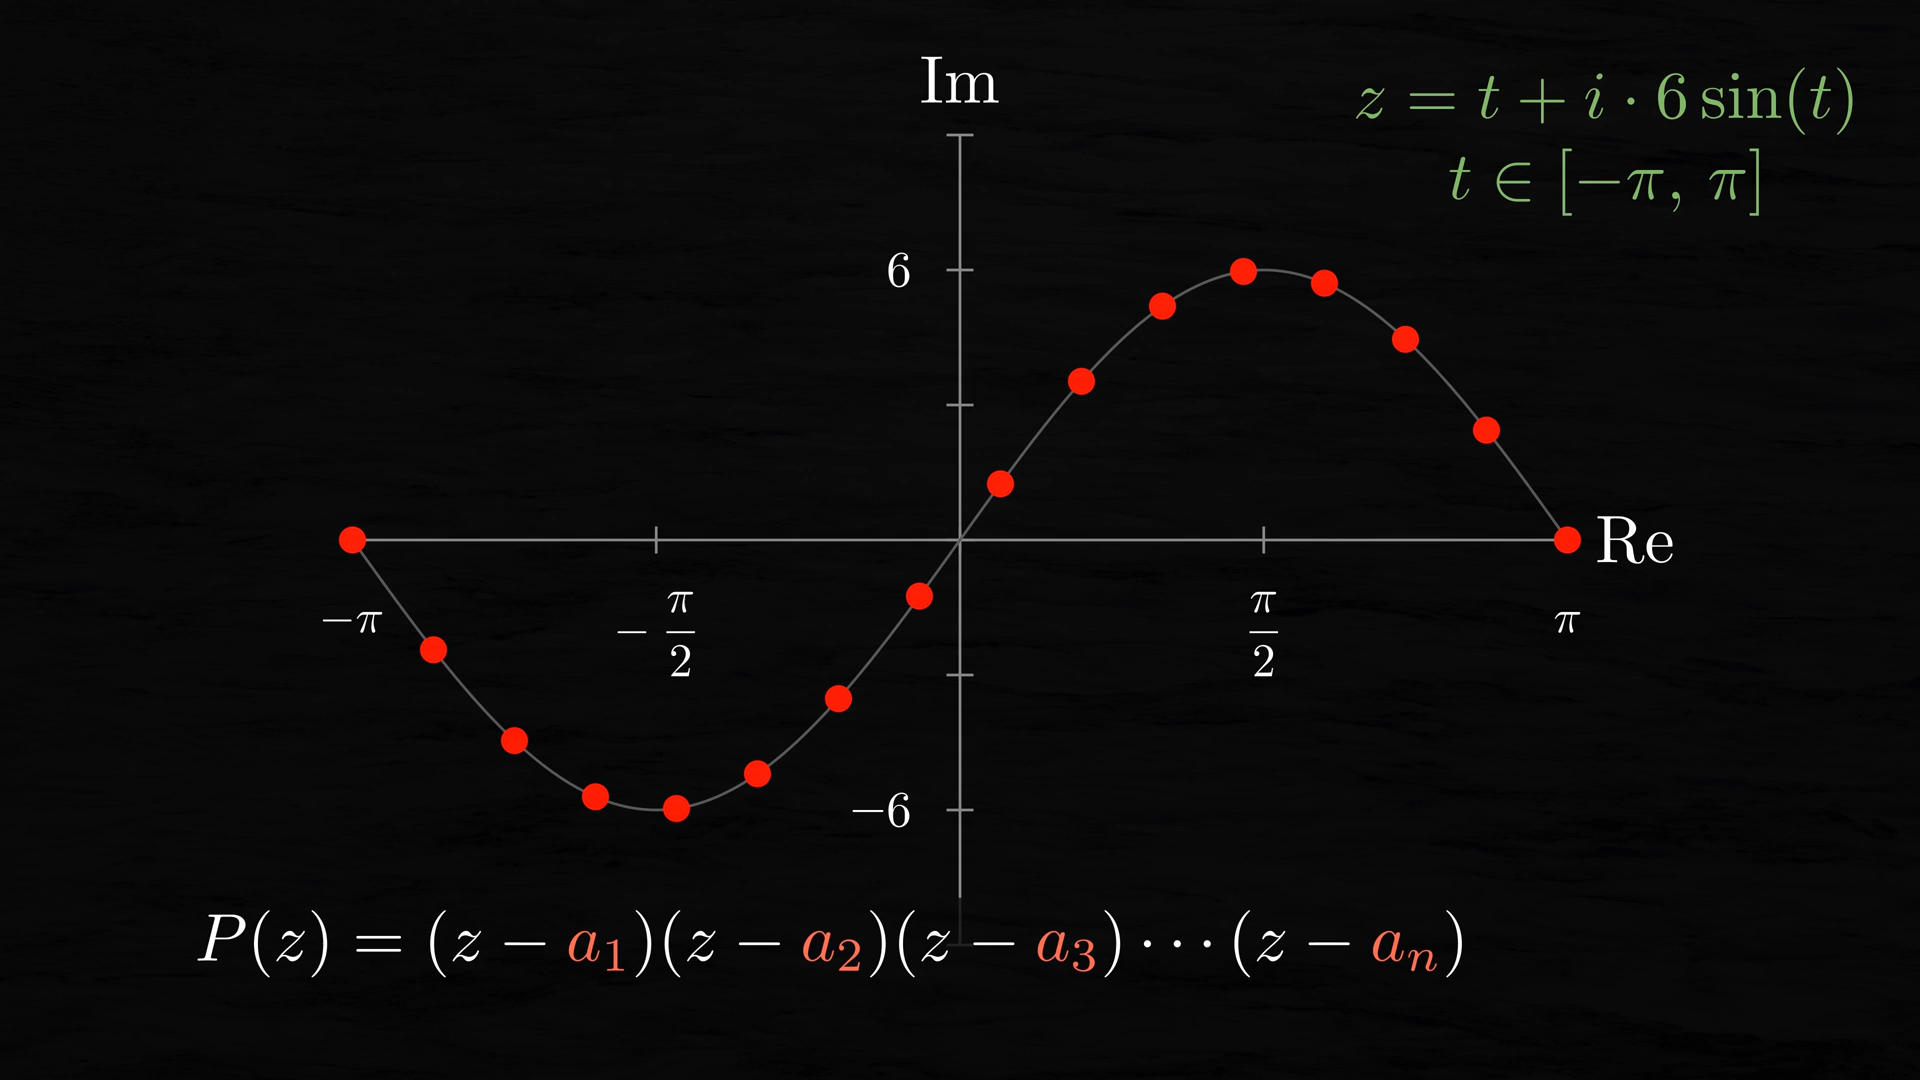 Im
z = t + i · 6 sin(t)
t ∈ [−π, π]
6
Re
−π
− π/2
π/2
π
−6
P(z) = (z − a₁)(z − a₂)(z − a₃) ··· (z − aₙ)